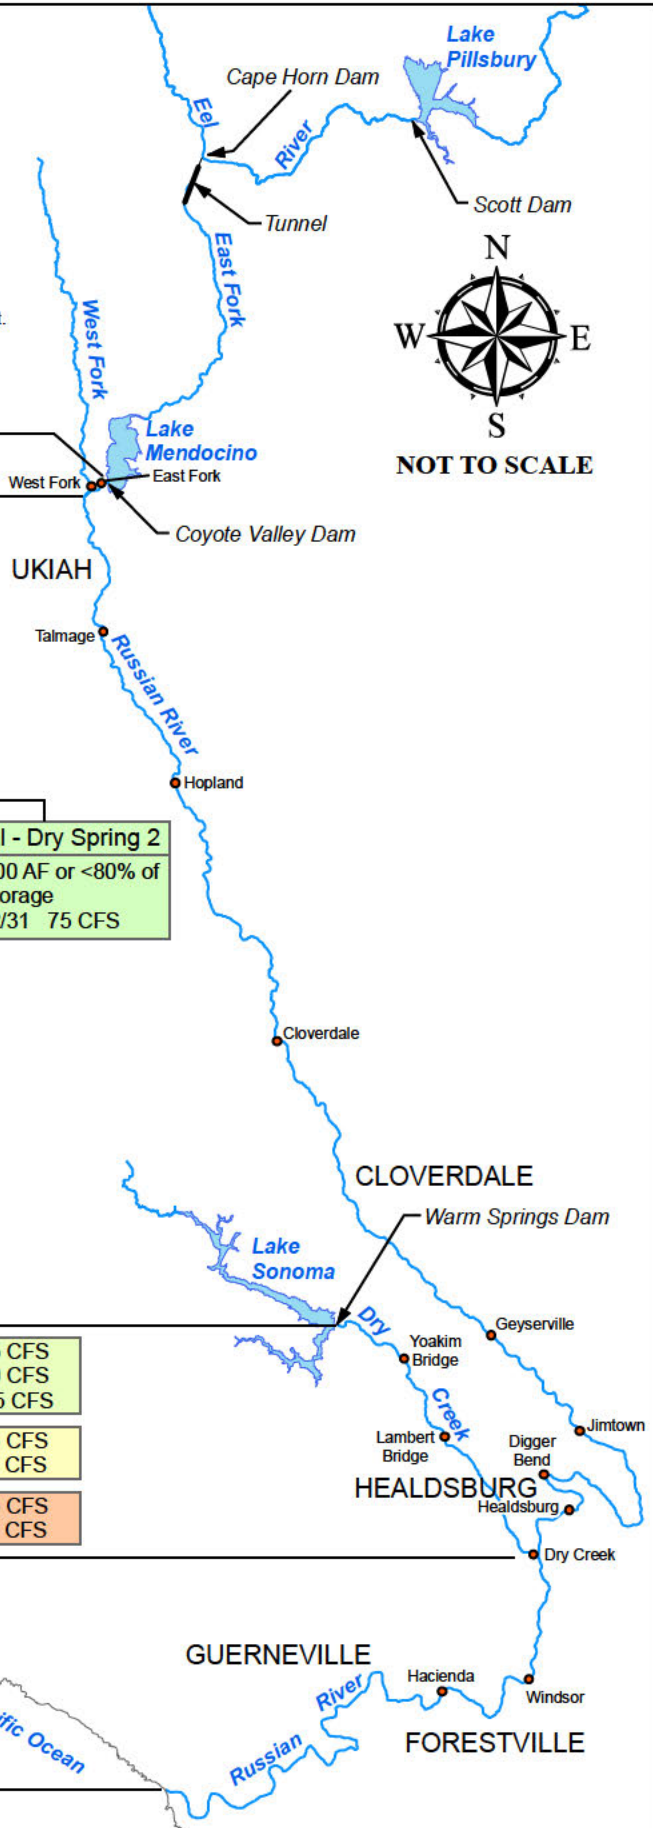 Lake
Pillsbury
Cape Horn Dam
Eel
River
Scott Dam
Tunnel
East Fork
N
W
E
S
NOT TO SCALE
West Fork
Lake
Mendocino
West Fork
East Fork
Coyote Valley Dam
UKIAH
Talmage
Russian River
Hopland
- Dry Spring 2
00 AF or <80% of
orage
/31 75 CFS
Cloverdale
CLOVERDALE
Warm Springs Dam
Lake
Sonoma
Dry
Creek
Geyserville
Yoakim
Bridge
CFS
CFS
5 CFS
Jimtown
Lambert
Bridge
Digger
Bend
CFS
CFS
HEALDSBURG
Healdsburg
CFS
CFS
Dry Creek
GUERNEVILLE
Hacienda
Windsor
River
Russian
FORESTVILLE
ific Ocean